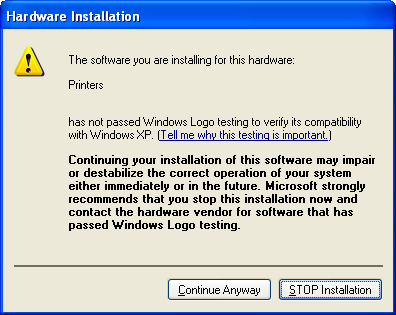 Hardware Installation
The software you are installing for this hardware:
Printers
has not passed Windows Logo testing to verify its compatibility
with Windows XP. (Tell me why this testing is important.)
Continuing your installation of this software may impair
or destabilize the correct operation of your system
either immediately or in the future. Microsoft strongly
recommends that you stop this installation now and
contact the hardware vendor for software that has
passed Windows Logo testing.
Continue Anyway
STOP Installation